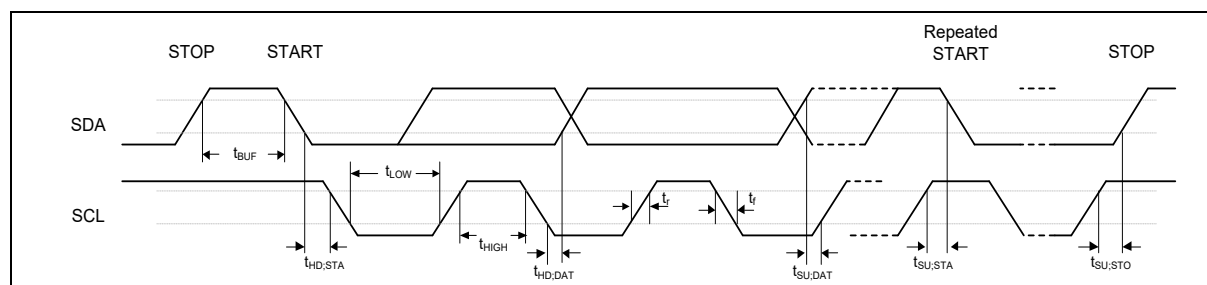 Repeated
STOP START START STOP
SDA
tBUF
tLOW tr tf
SCL
tHIGH
tHD;STA tHD;DAT tSU;DAT tSU;STA tSU;STO